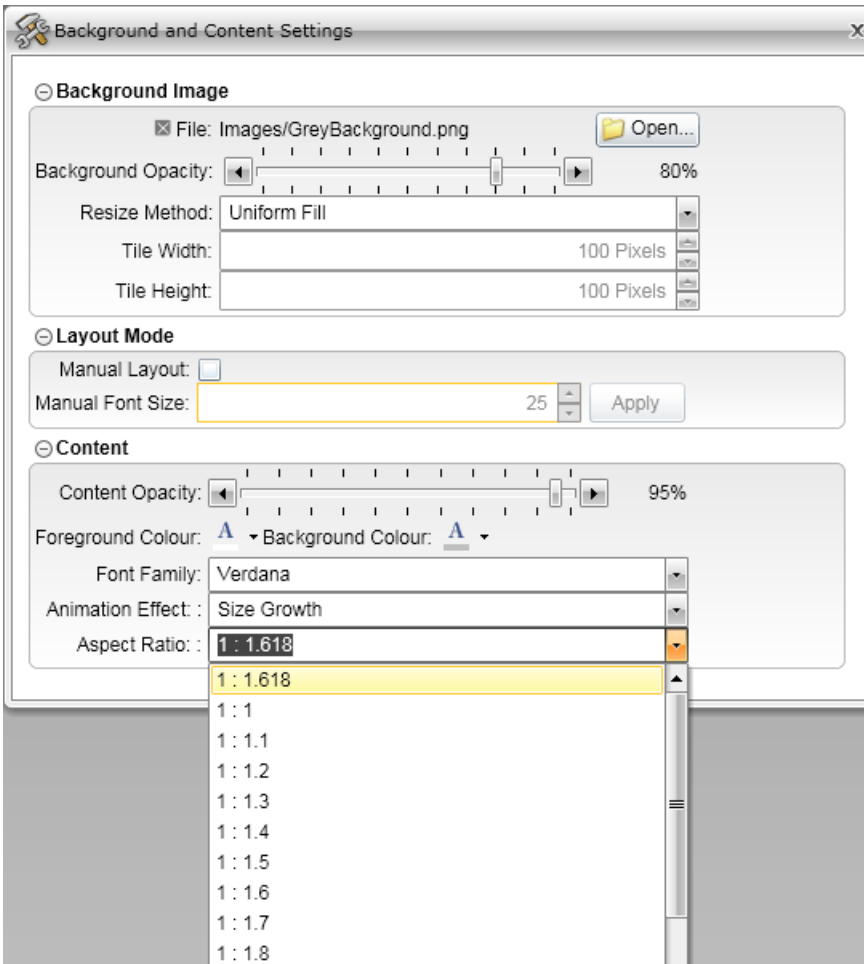 Background and Content Settings
Background Image
File: Images/GreyBackground.png Open...
Background Opacity: 80%
Resize Method: Uniform Fill
Tile Width: 100 Pixels
Tile Height: 100 Pixels
Layout Mode
Manual Layout:
Manual Font Size: 25 Apply
Content
Content Opacity: 95%
Foreground Colour: A Background Colour: A
Font Family: Verdana
Animation Effect: : Size Growth
Aspect Ratio: : 1 : 1.618
1 : 1.618
1 : 1
1 : 1.1
1 : 1.2
1 : 1.3
1 : 1.4
1 : 1.5
1 : 1.6
1 : 1.7
1 : 1.8